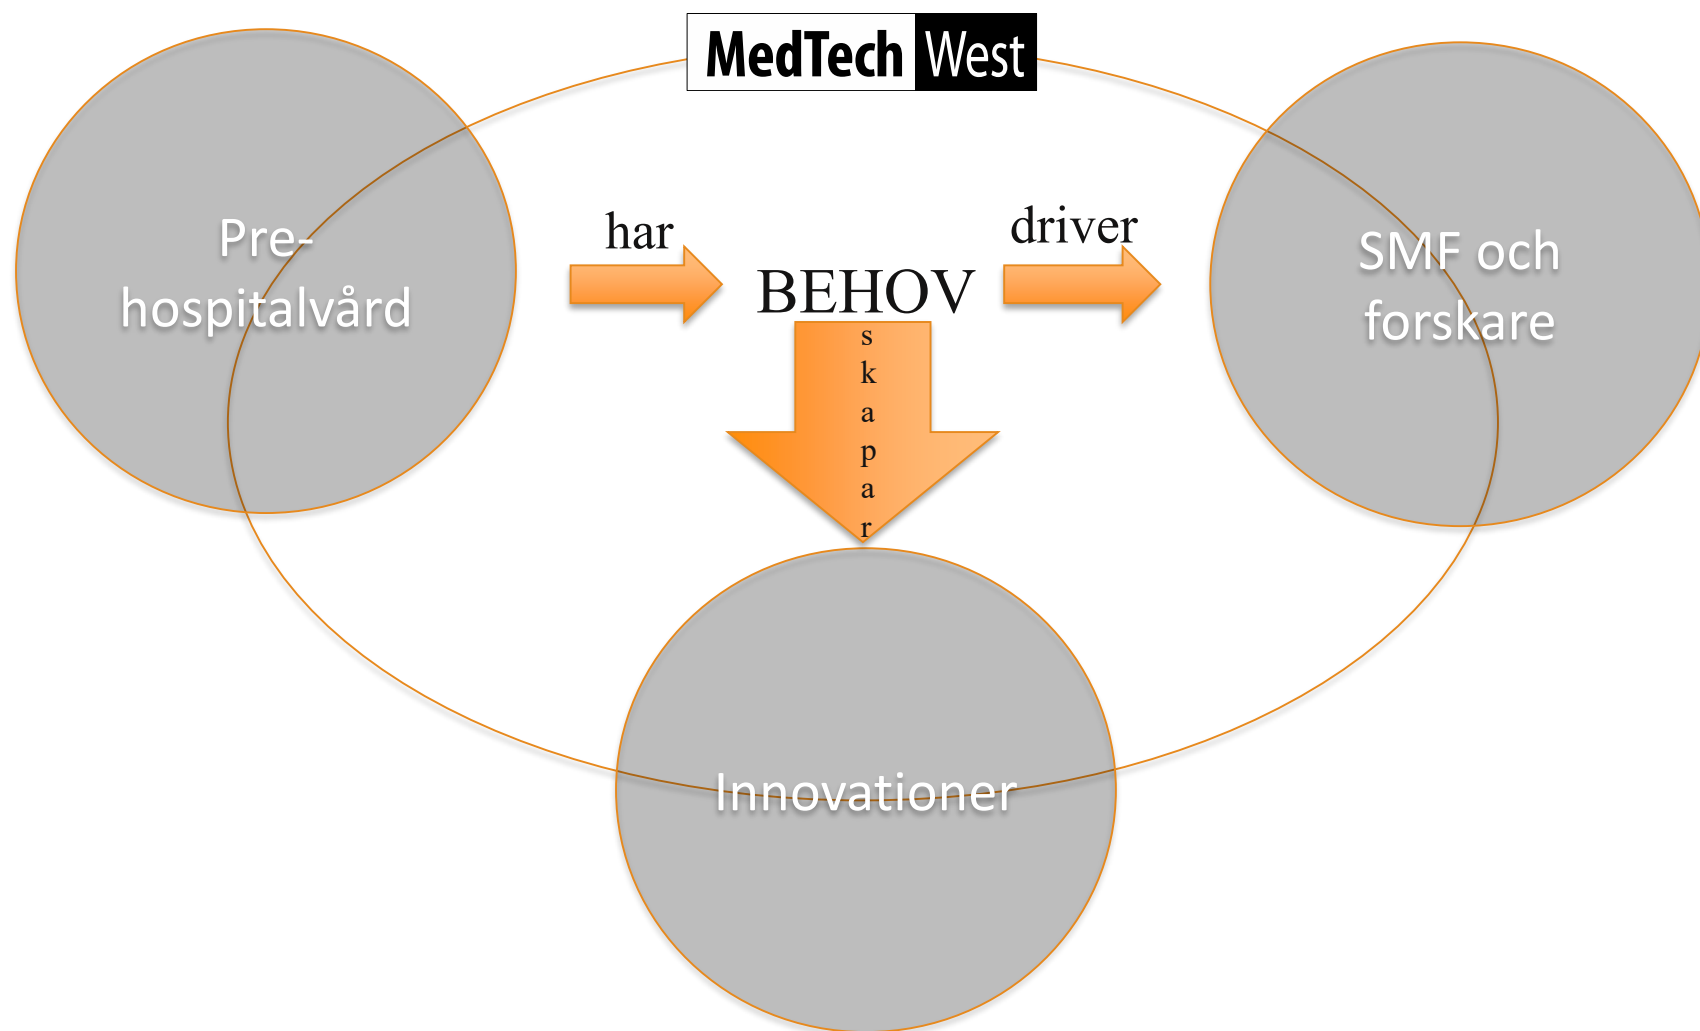 MedTech West
Pre-
hospitalvård
har
BEHOV
driver
SMF och
forskare
s
k
a
p
a
r
Innovationer